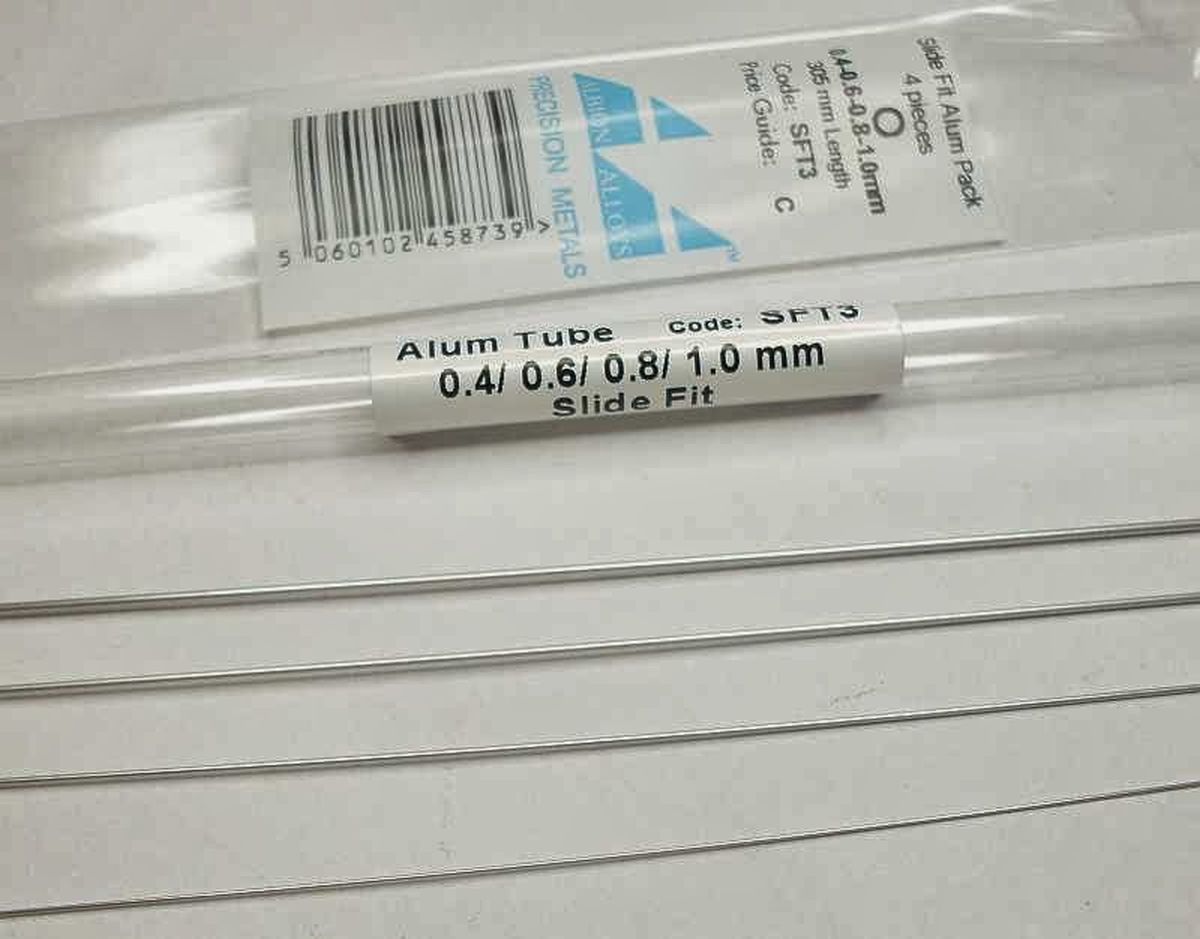 Slide Fit Alum Pack
4 pieces
0.4-0.6-0.8-1.0mm
305 mm Length
Code: SFT3
Price Guide: C
ALBION ALLOYS
TM
PRECISION METALS
5 060102 458739 >
Alum Tube Code: SFT3
0.4/ 0.6/ 0.8/ 1.0 mm
Slide Fit